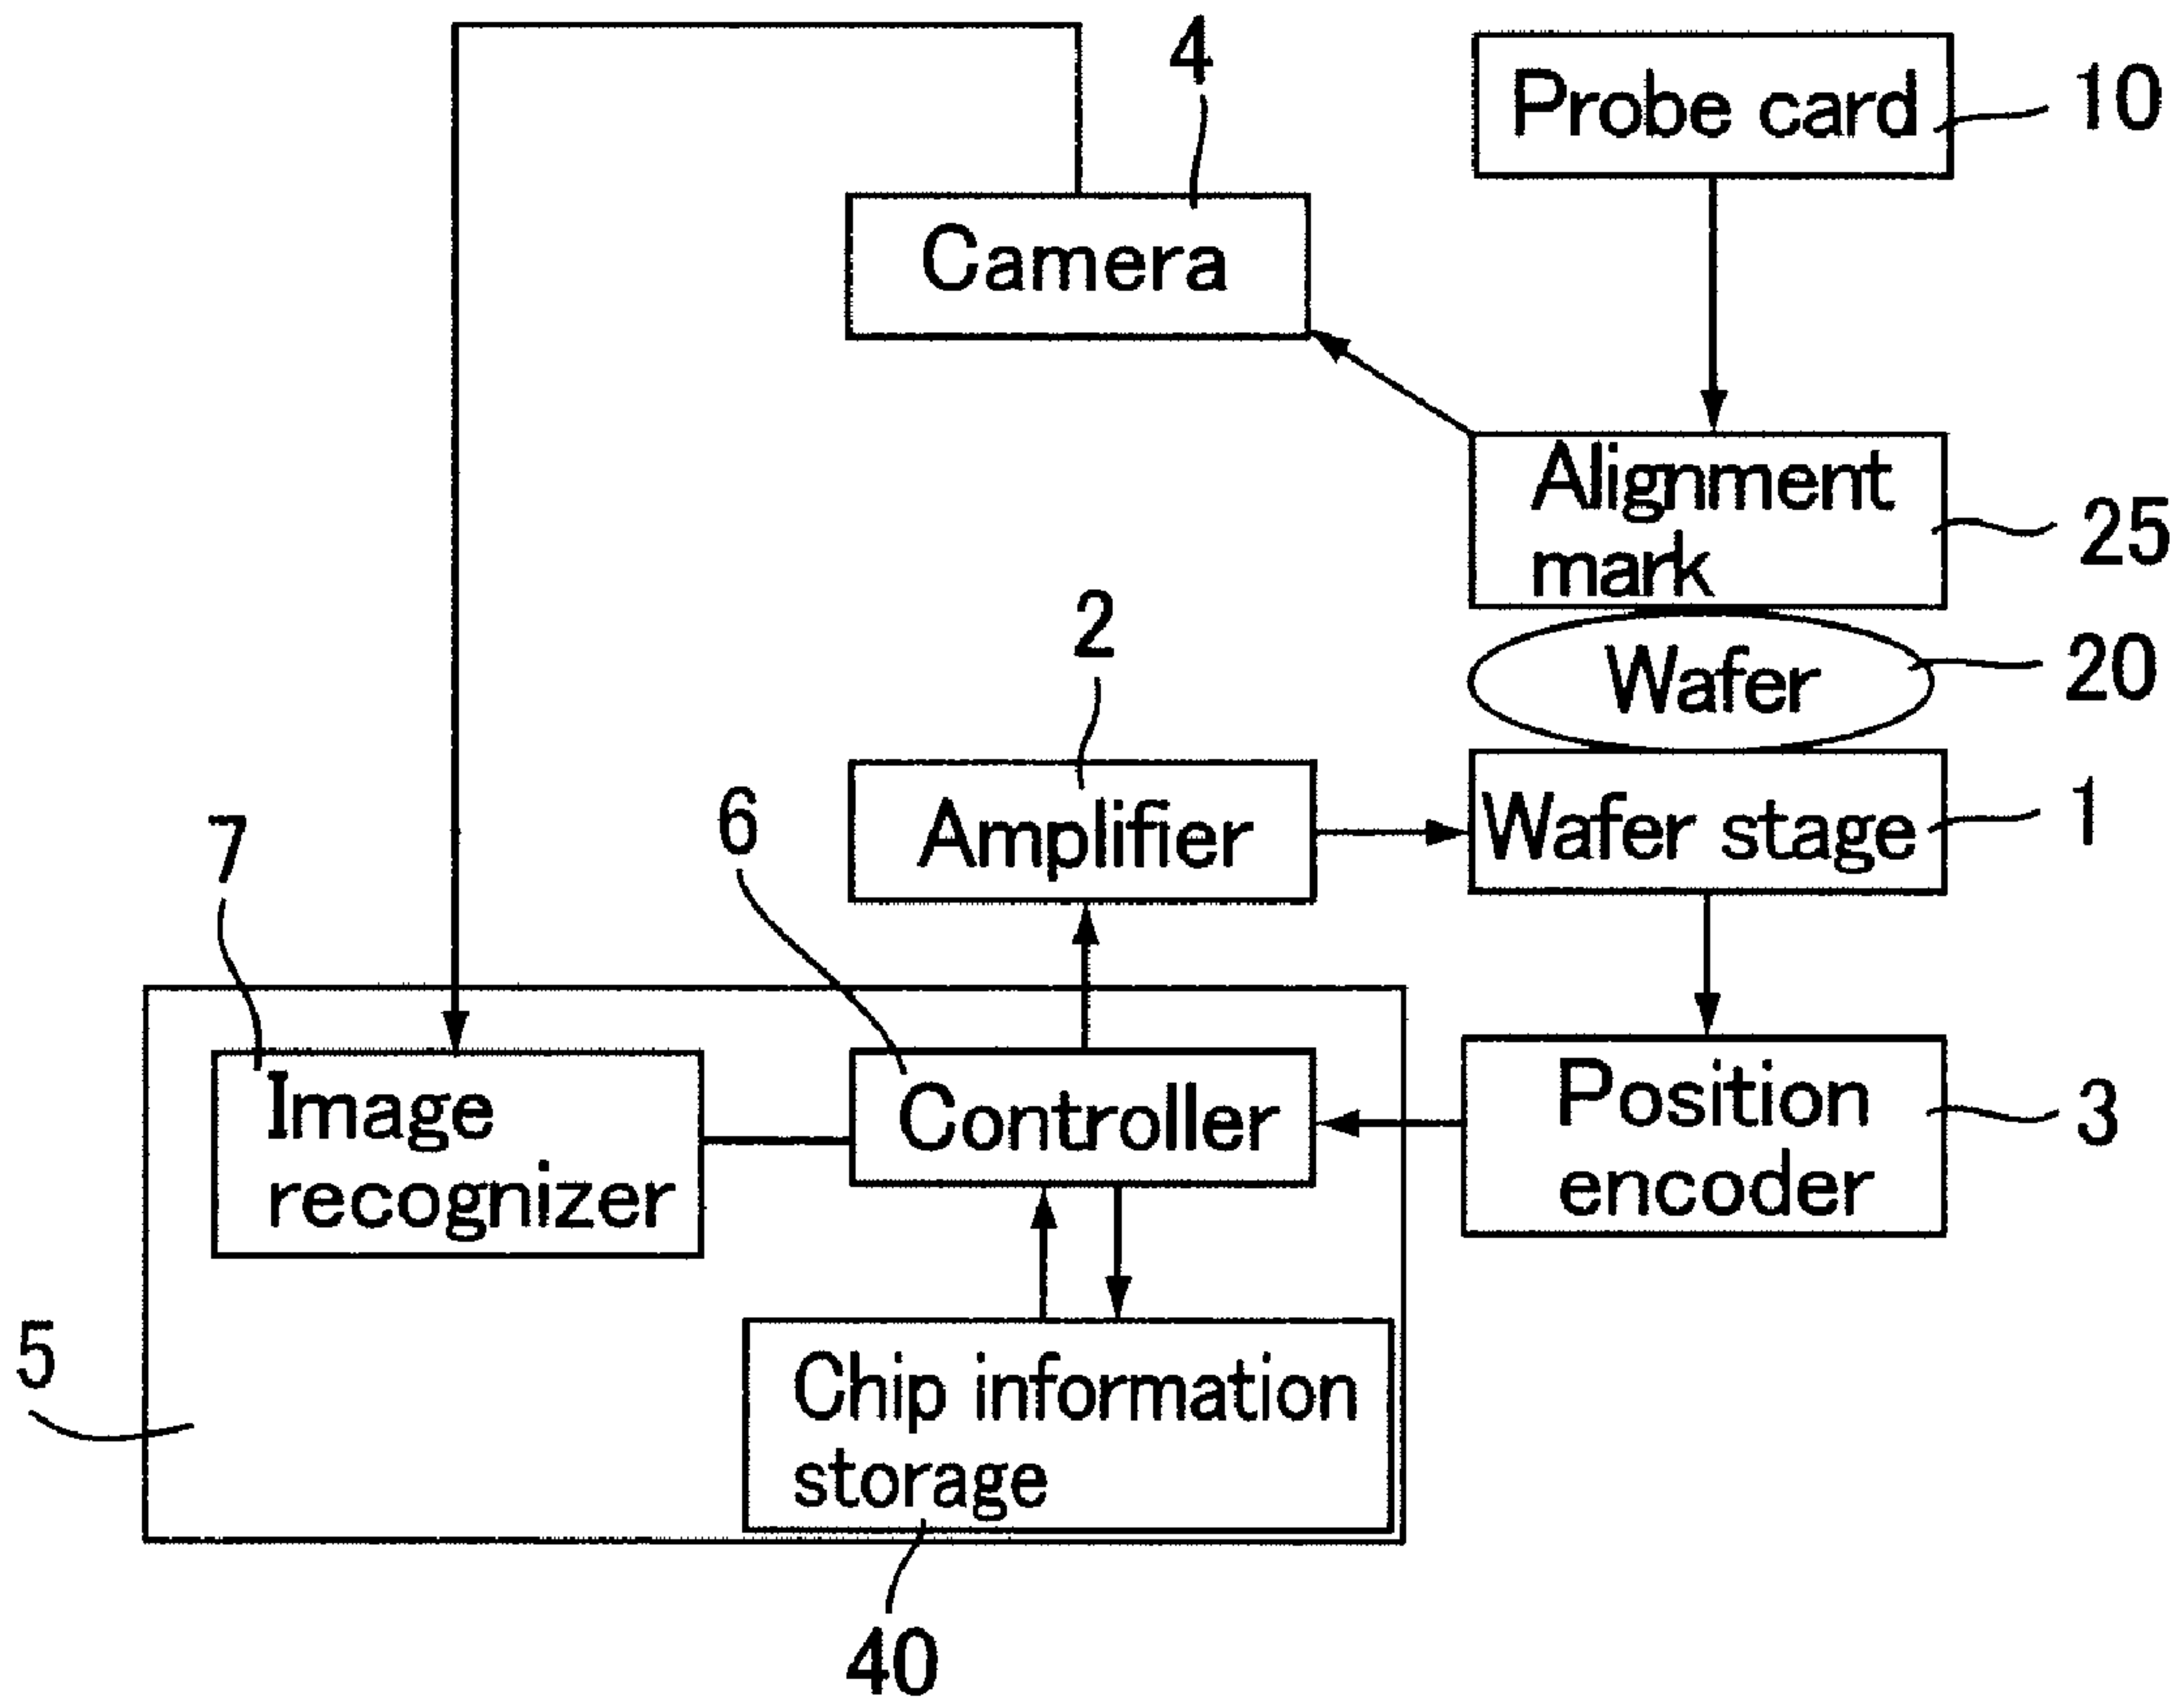 4
Probe card
10
Camera
Alignment
mark
25
2
Wafer
20
7
6
Amplifier
Wafer stage
1
Image
recognizer
Controller
Position
encoder
3
5
Chip information
storage
40